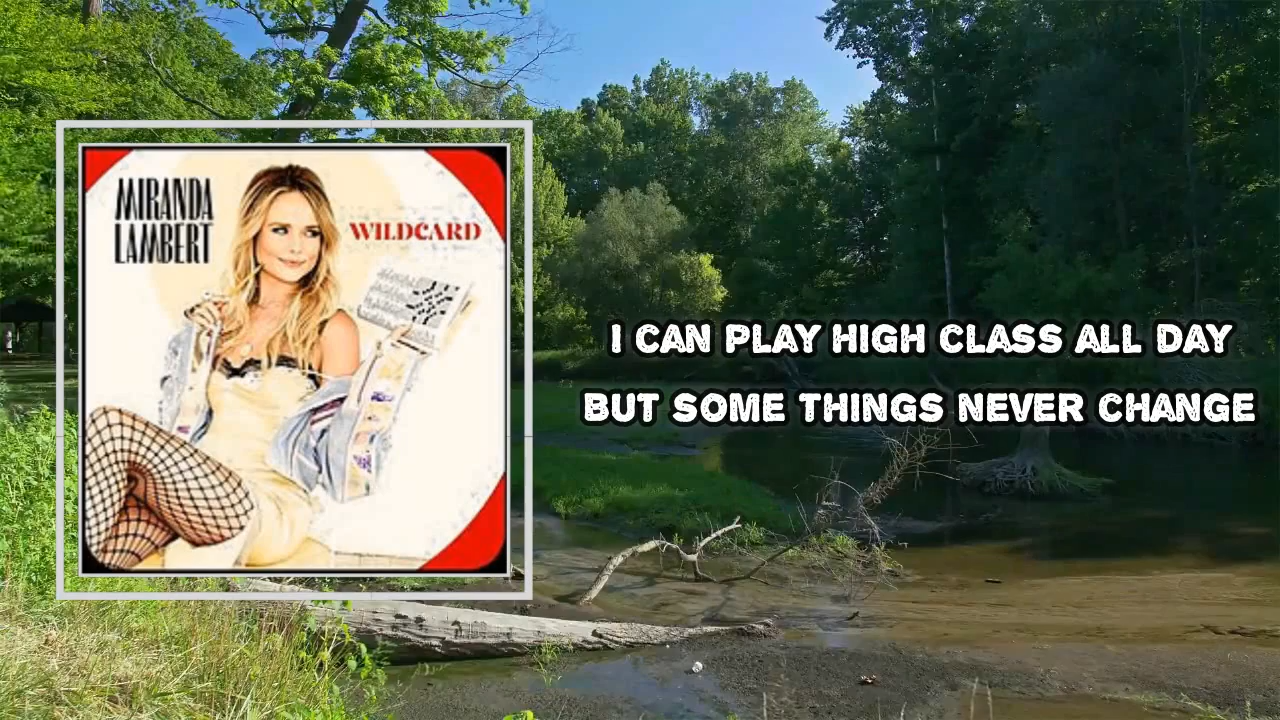 MIRANDA
LAMBERT
WILDCARD
I CAN PLAY HIGH CLASS ALL DAY
BUT SOME THINGS NEVER CHANGE